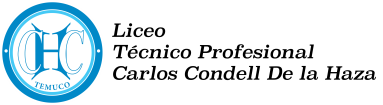 CHC
TEMUCO
Liceo
Técnico Profesional
Carlos Condell De la Haza